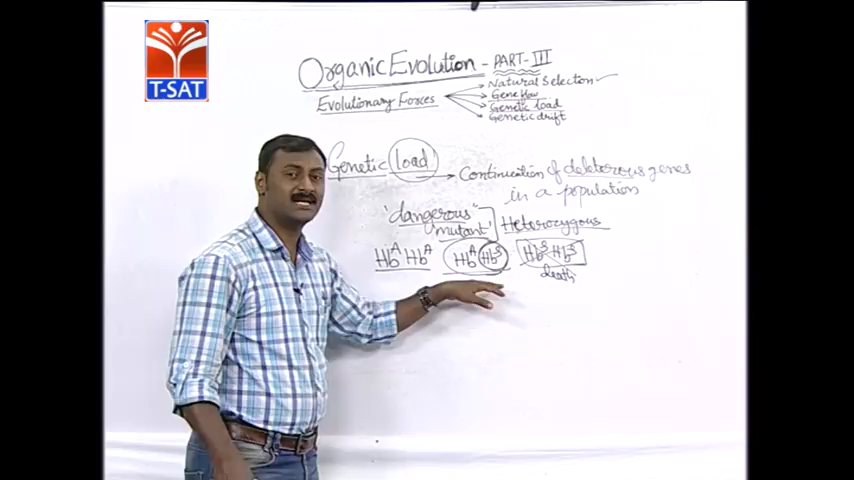 T-SAT
Organic Evolution - PART-III
Evolutionary Forces
Natural Selection
Gene flow
Genetic load
Genetic drift
Genetic load
Continuation of deleterous genes
in a population
'dangerous"
'mutant'
Heterozygous
Hb^A Hb^A Hb^A Hb^S Hb^S Hb^S
death